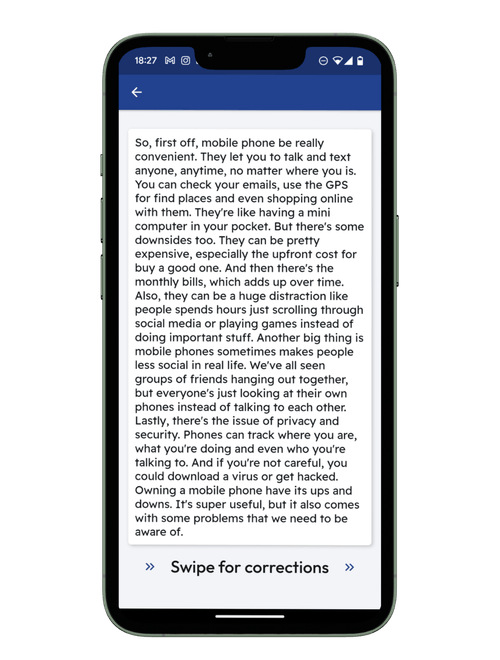 18:27
So, first off, mobile phone be really
convenient. They let you to talk and text
anyone, anytime, no matter where you is.
You can check your emails, use the GPS
for find places and even shopping online
with them. They're like having a mini
computer in your pocket. But there's some
downsides too. They can be pretty
expensive, especially the upfront cost for
buy a good one. And then there's the
monthly bills, which adds up over time.
Also, they can be a huge distraction like
people spends hours just scrolling through
social media or playing games instead of
doing important stuff. Another big thing is
mobile phones sometimes makes people
less social in real life. We've all seen
groups of friends hanging out together,
but everyone's just looking at their own
phones instead of talking to each other.
Lastly, there's the issue of privacy and
security. Phones can track where you are,
what you're doing and even who you're
talking to. And if you're not careful, you
could download a virus or get hacked.
Owning a mobile phone have its ups and
downs. It's super useful, but it also comes
with some problems that we need to be
aware of.
Swipe for corrections